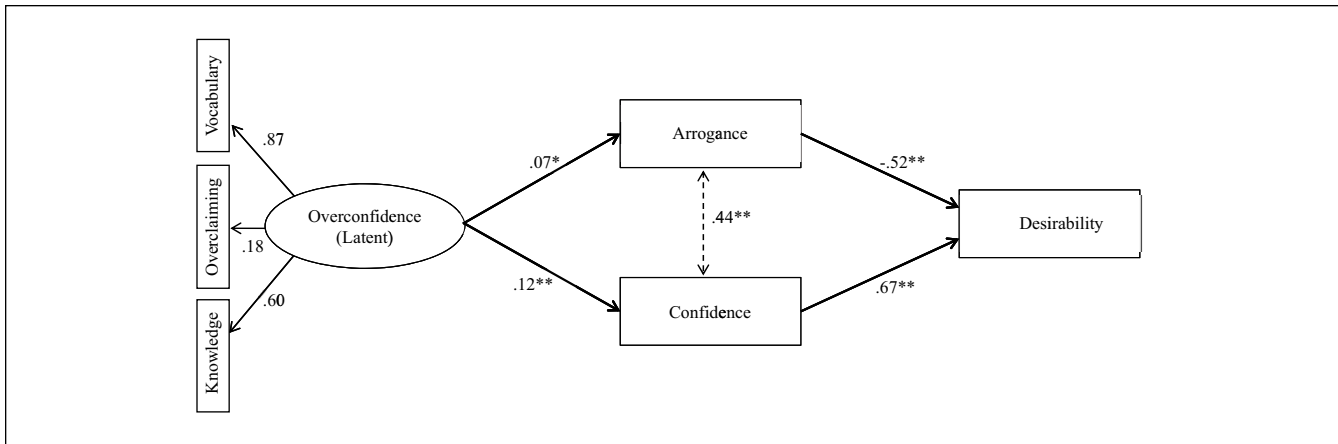 Vocabulary
.87
Overclaiming
.18
Knowledge
.60
Overconfidence
(Latent)
.07*
.12**
Arrogance
.44**
Confidence
-.52**
.67**
Desirability